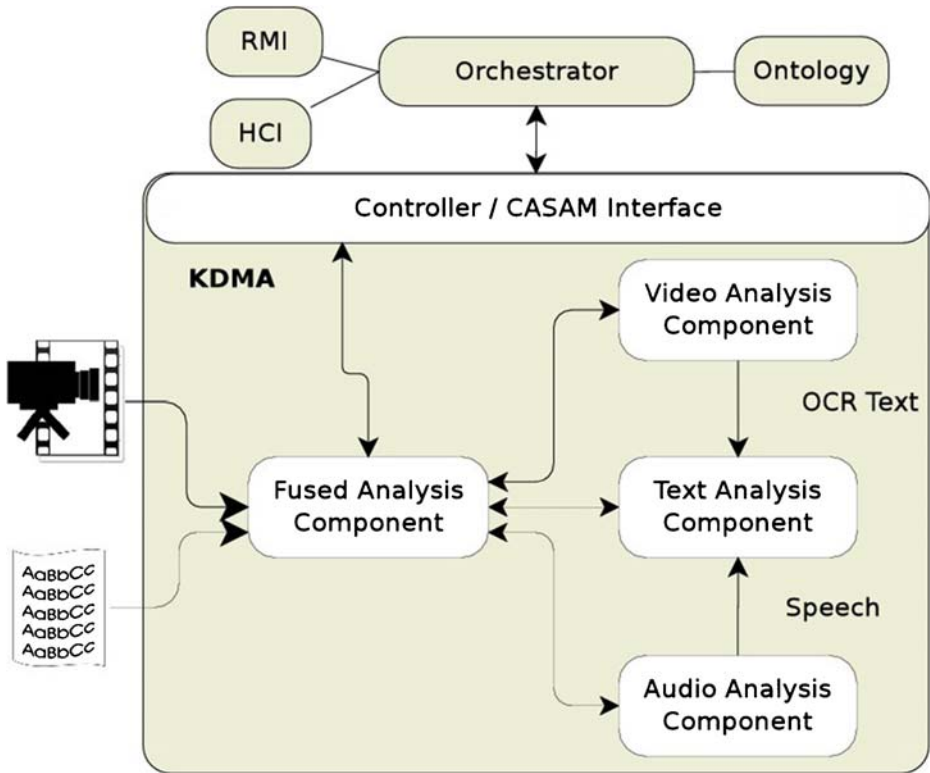 RMI
Orchestrator
Ontology
HCI
Controller / CASAM Interface
KDMA
Video Analysis
Component
OCR Text
Fused Analysis
Component
Text Analysis
Component
AaBbCc
AaBbCc
AaBbCc
AaBbCc
AaBbCc
Speech
Audio Analysis
Component